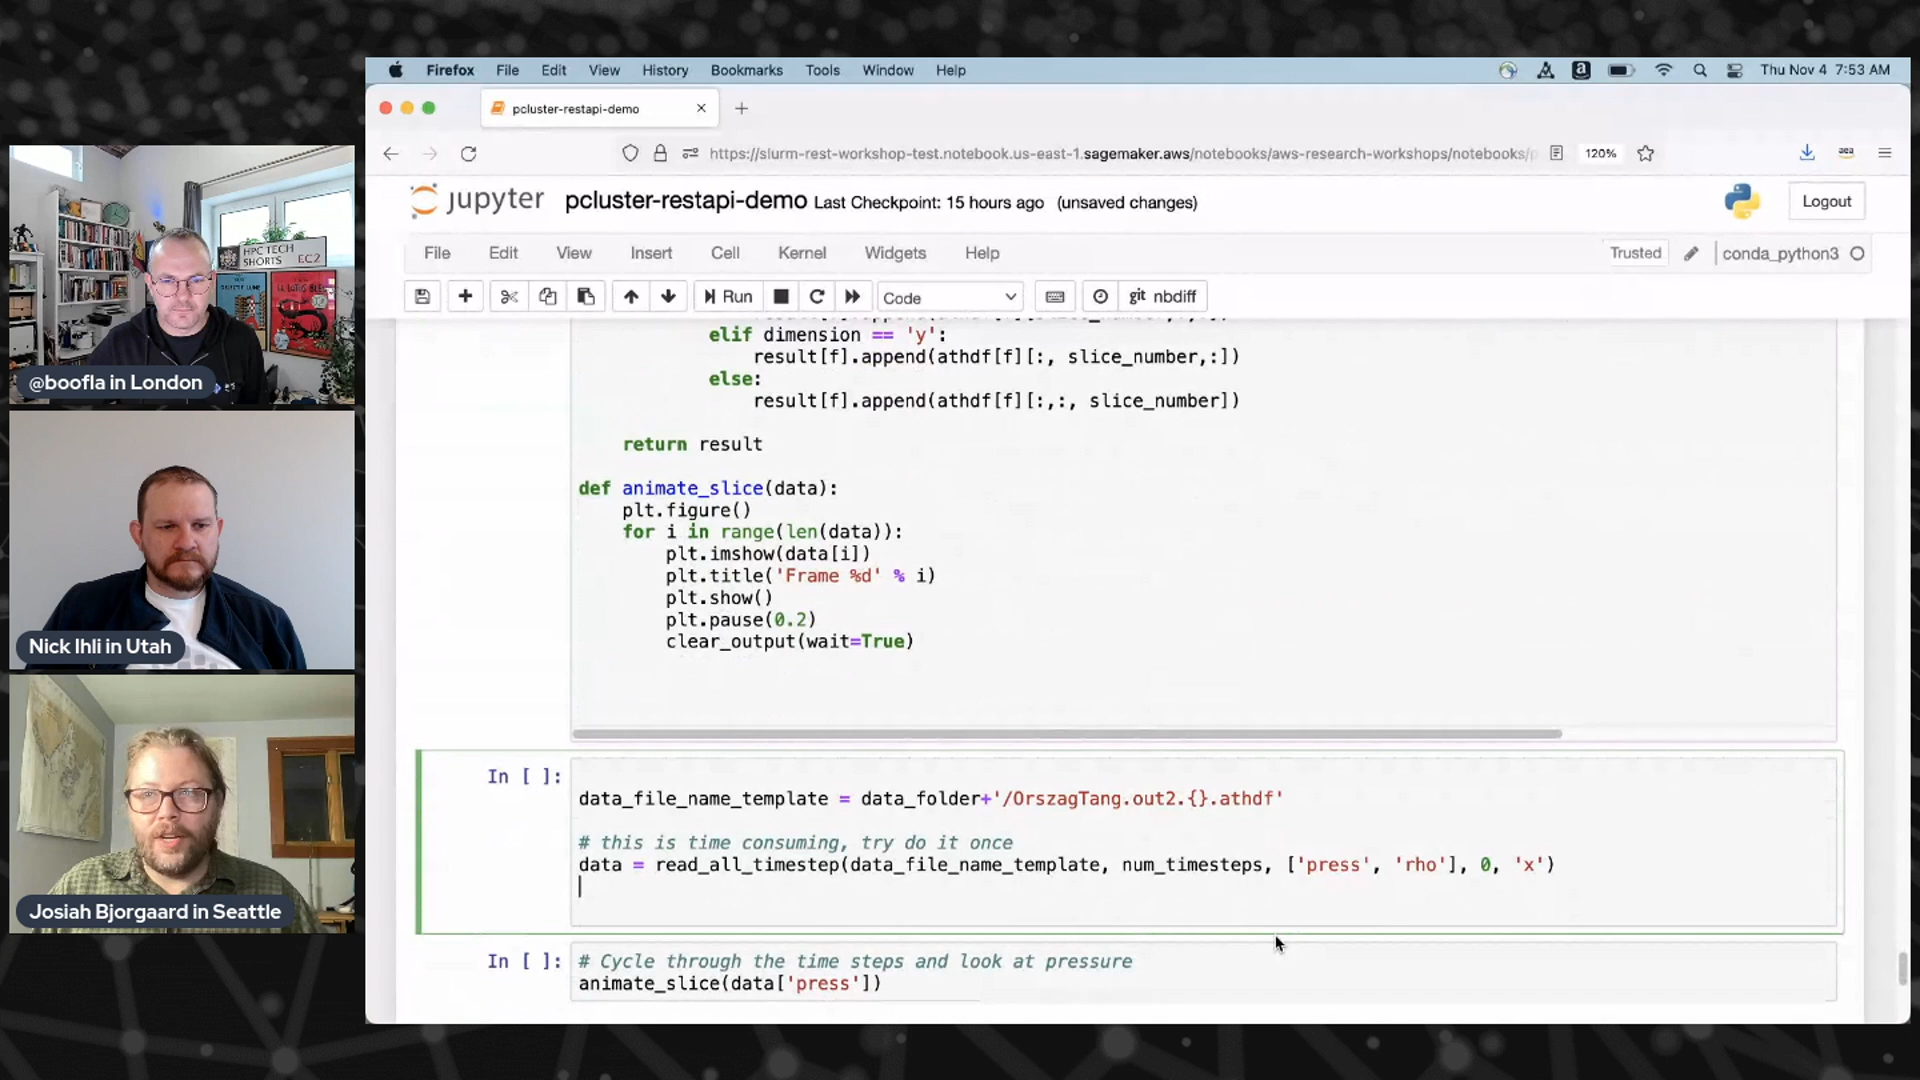 Firefox File Edit View History Bookmarks Tools Window Help
Thu Nov 4 7:53 AM
pcluster-restapi-demo
https://slurm-rest-workshop-test.notebook.us-east-1.sagemaker.aws/notebooks/aws-research-workshops/notebooks/
120%
jupyter pcluster-restapi-demo Last Checkpoint: 15 hours ago (unsaved changes)
Logout
File Edit View Insert Cell Kernel Widgets Help
Trusted
conda_python3
Run
Code
git nbdiff
elif dimension == 'y':
result[f].append(athdf[f][:, slice_number,:])
else:
result[f].append(athdf[f][:,:, slice_number])
return result
def animate_slice(data):
plt.figure()
for i in range(len(data)):
plt.imshow(data[i])
plt.title('Frame %d' % i)
plt.show()
plt.pause(0.2)
clear_output(wait=True)
In [ ]:
data_file_name_template = data_folder+'/OrszagTang.out2.{}.athdf'
# this is time consuming, try do it once
data = read_all_timestep(data_file_name_template, num_timesteps, ['press', 'rho'], 0, 'x')
In [ ]:
# Cycle through the time steps and look at pressure
animate_slice(data['press'])
HPC TECH
SHORTS EC2
@boofla in London
Nick Ihli in Utah
Josiah Bjorgaard in Seattle